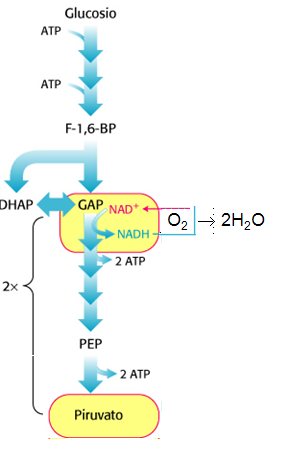 Glucosio
ATP
ATP
F-1,6-BP
DHAP
GAP
NAD⁺
O₂ → 2H₂O
NADH
2 ATP
2×
PEP
2 ATP
Piruvato